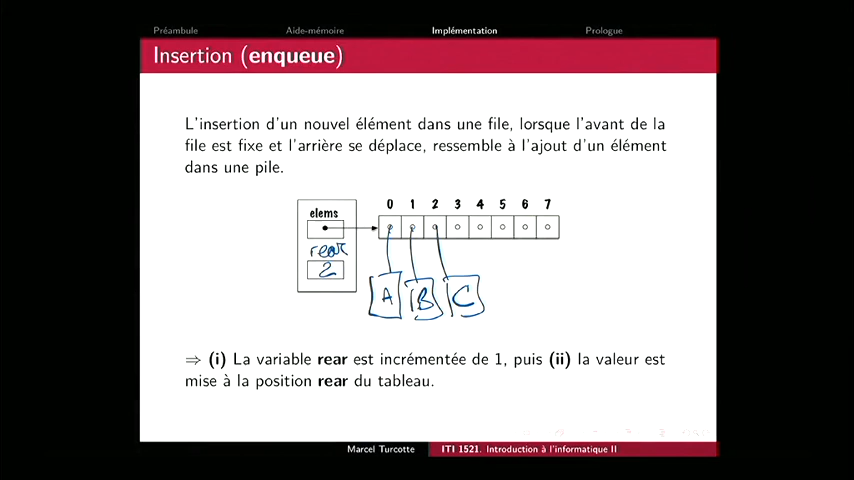 Préambule Aide-mémoire Implémentation Prologue
Insertion (enqueue)
L'insertion d'un nouvel élément dans une file, lorsque l'avant de la
file est fixe et l'arrière se déplace, ressemble à l'ajout d'un élément
dans une pile.
0 1 2 3 4 5 6 7
elems
rear
2
A B C
⇒ (i) La variable rear est incrémentée de 1, puis (ii) la valeur est
mise à la position rear du tableau.
Marcel Turcotte ITI 1521. Introduction à l'informatique II